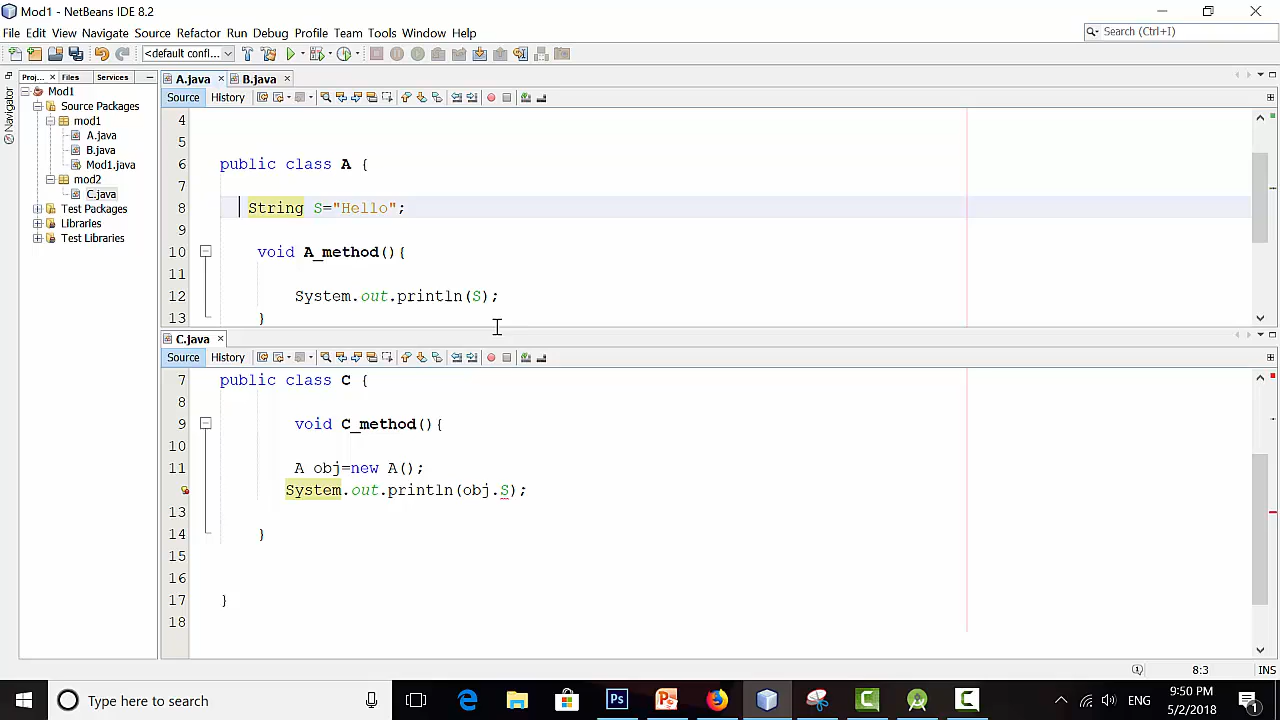 Mod1 - NetBeans IDE 8.2
File Edit View Navigate Source Refactor Run Debug Profile Team Tools Window Help
Search (Ctrl+I)
<default confi...
Proj... Files Services
A.java B.java
Navigator
Mod1
Source Packages
mod1
A.java
B.java
Mod1.java
mod2
C.java
Test Packages
Libraries
Test Libraries
Source History
4
5
6 public class A {
7
8 String S="Hello";
9
10 void A_method(){
11
12 System.out.println(S);
13 }
C.java
Source History
7 public class C {
8
9 void C_method(){
10
11 A obj=new A();
System.out.println(obj.S);
13
14 }
15
16
17 }
18
8:3 INS
Type here to search
Ps
ENG
9:50 PM
5/2/2018
1